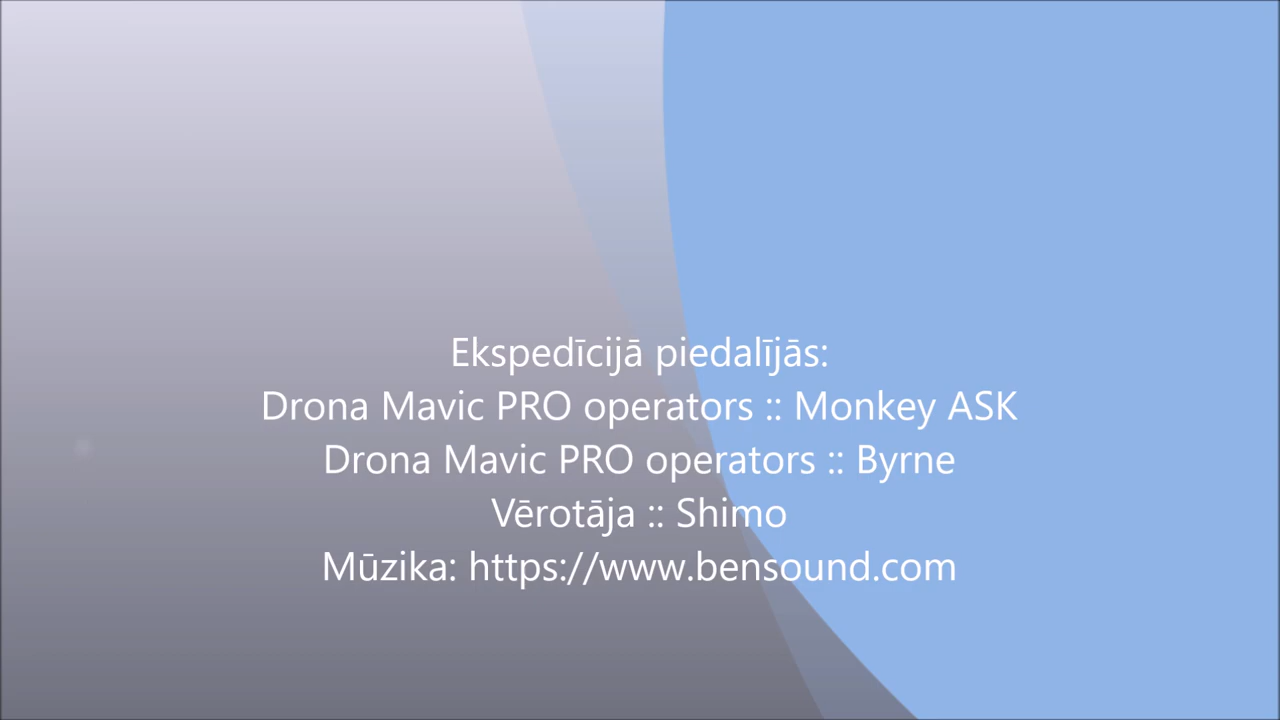 Ekspedīcijā piedalījās:
Drona Mavic PRO operators :: Monkey ASK
Drona Mavic PRO operators :: Byrne
Vērotāja :: Shimo
Mūzika: https://www.bensound.com